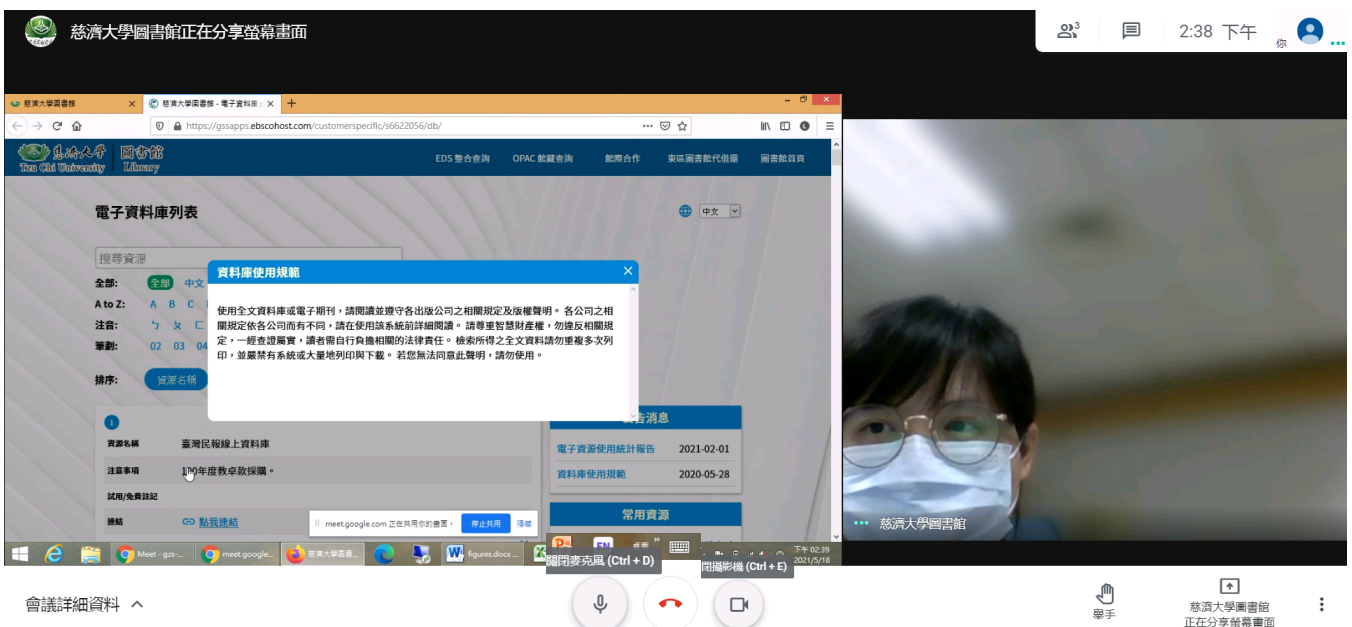 慈濟大學圖書館正在分享螢幕畫面
3
2:38 下午
你
慈濟大學圖書館
慈濟大學圖書館 - 電子資料庫
https://gssapps.ebscohost.com/customerspecific/s6622056/db/
慈濟大學 圖書館
Tzu Chi University Library
EDS 整合查詢 OPAC 館藏查詢 館際合作 東區圖書館代借還 圖書館首頁
電子資料庫列表
中文
搜尋資源
全部: 全部 中文
A to Z: A B C
注音: ㄅ ㄆ ㄈ
筆劃: 02 03 04
排序: 資源名稱
資料庫使用規範
使用全文資料庫或電子期刊，請閱讀並遵守各出版公司之相關規定及版權聲明。 各公司之相
關規定依各公司而有不同，請在使用該系統前詳細閱讀。 請尊重智慧財產權，勿違反相關規
定，一經查證屬實，讀者需自行負擔相關的法律責任。 檢索所得之全文資料請勿重複多次列
印，並嚴禁有系統或大量地列印與下載。 若您無法同意此聲明，請勿使用。
1
資源名稱 臺灣民報線上資料庫
注意事項 100年度教卓款採購。
試用/免費註記
連結 點我連結
告消息
電子資源使用統計報告 2021-02-01
資料庫使用規範 2020-05-28
常用資源
meet.google.com 正在共用你的畫面。 停止共用 隱藏
Meet - gzs-... meet.google... 慈濟大學圖書... figures.docx ...
下午 02:39
2021/5/18
慈濟大學圖書館
關閉麥克風 (Ctrl + D)
閉攝影機 (Ctrl + E)
會議詳細資料
舉手
慈濟大學圖書館
正在分享螢幕畫面